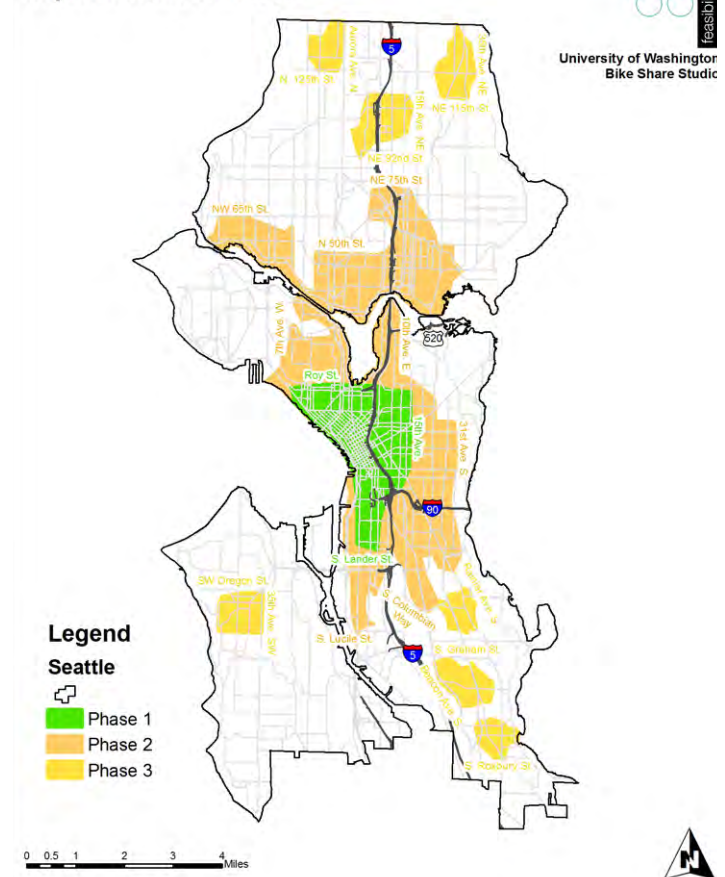 feasibi
University of Washington
Bike Share Studio
5
Aurora Ave. N
N. 125th St.
NE 115th St.
15th Ave. NE
NE 92nd St.
NE 75th St.
NW 65th St.
N 50th St.
7th Ave. W.
10th Ave. E
520
Roy St.
15th Ave.
31st Ave S.
90
S. Lander St.
SW Oregon St.
35th Ave. SW
S. Columbian
Way
Rainier Ave. S
S. Lucile St.
S. Graham St.
5
Beacon Ave. S
S. Roxbury St.
Legend
Seattle
Phase 1
Phase 2
Phase 3
0 0.5 1 2 3 4
Miles
N